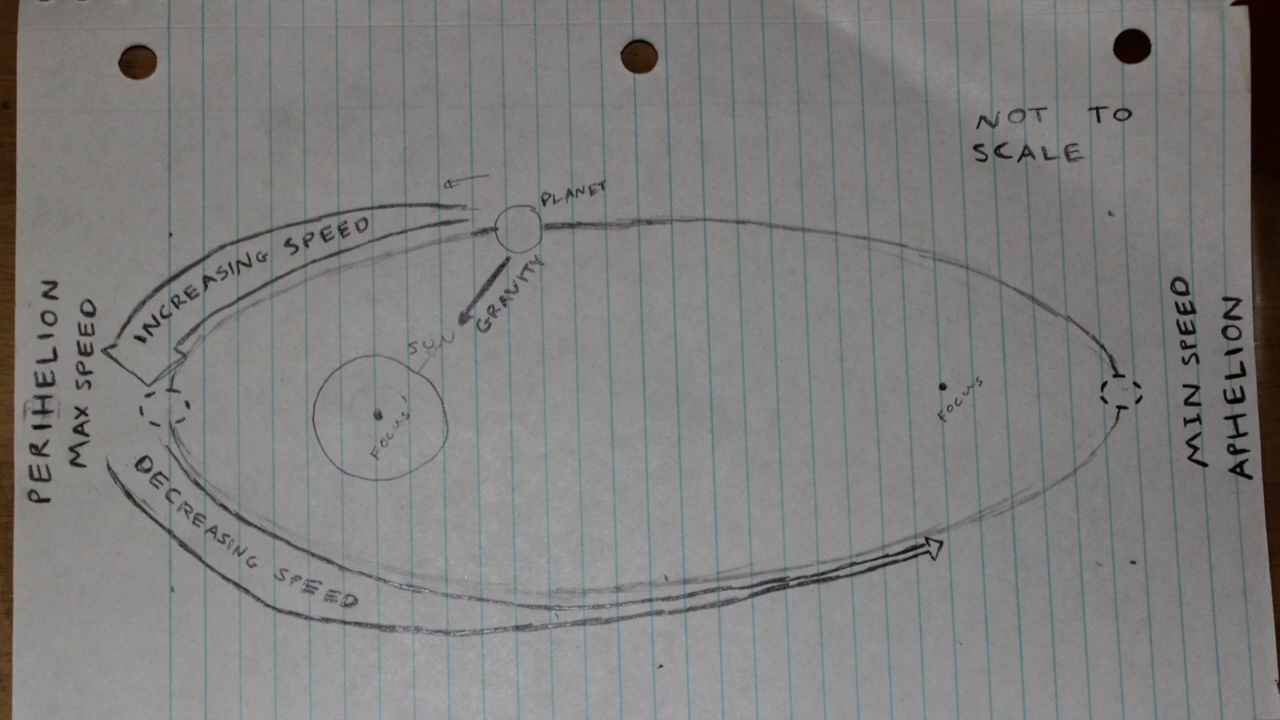 NOT TO
SCALE
PLANET
INCREASING SPEED
GRAVITY
SUN
FOCUS
FOCUS
PERIHELION
MAX SPEED
MIN SPEED
APHELION
DECREASING SPEED